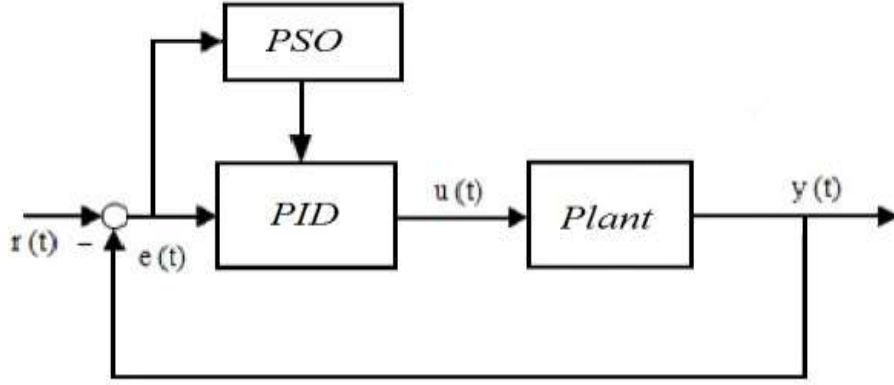 PSO
PID
u (t)
Plant
y (t)
r (t)
−
e (t)